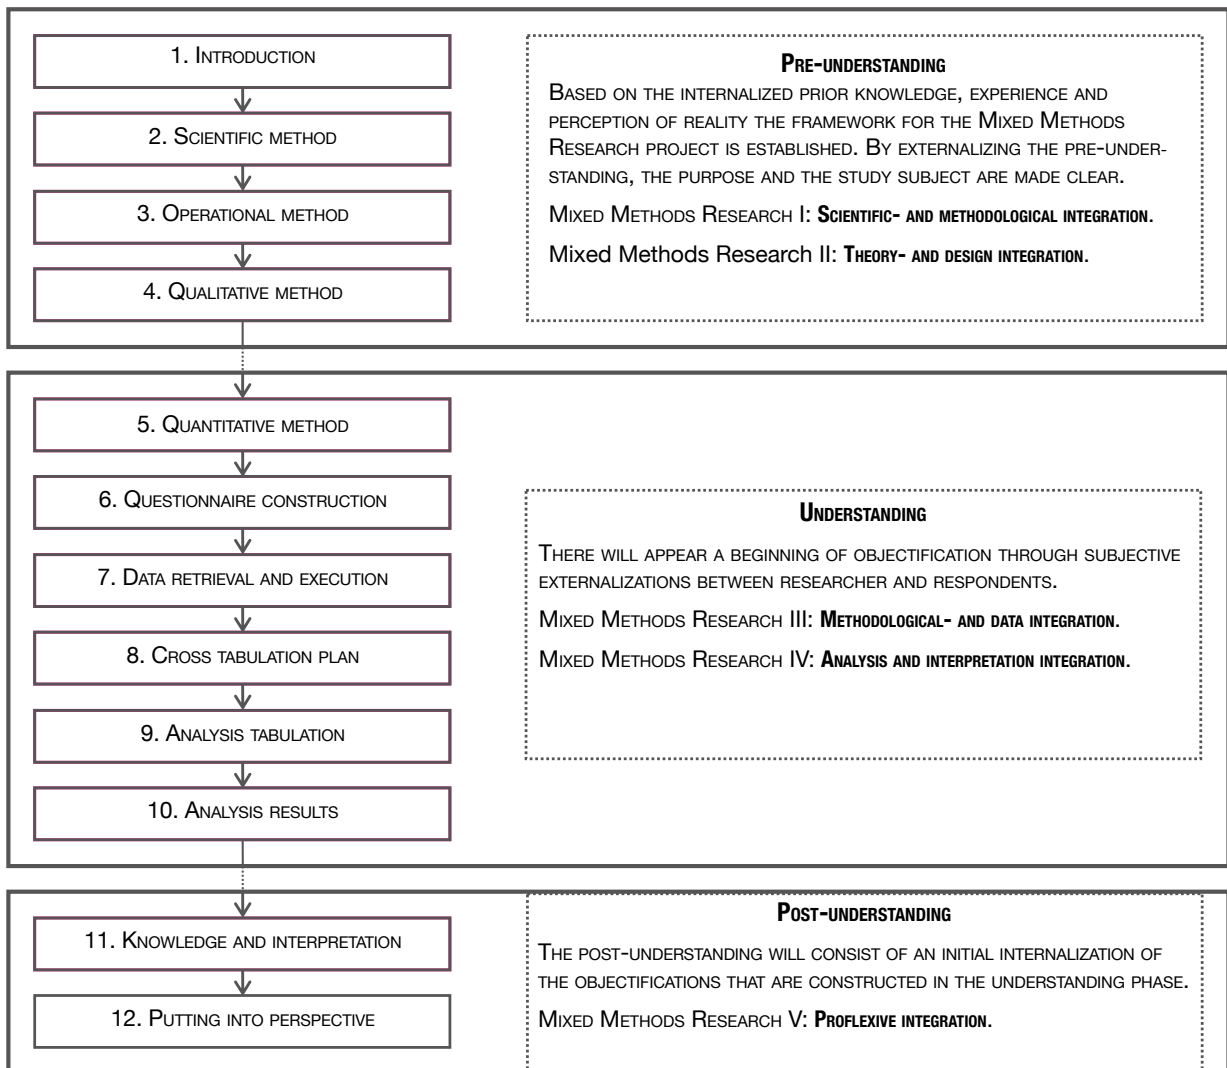 1. Introduction
2. Scientific method
3. Operational method
4. Qualitative method
Pre-understanding
Based on the internalized prior knowledge, experience and
perception of reality the framework for the Mixed Methods
Research project is established. By externalizing the pre-under-
standing, the purpose and the study subject are made clear.
Mixed Methods Research I: Scientific- and methodological integration.
Mixed Methods Research II: Theory- and design integration.
5. Quantitative method
6. Questionnaire construction
7. Data retrieval and execution
8. Cross tabulation plan
9. Analysis tabulation
10. Analysis results
Understanding
There will appear a beginning of objectification through subjective
externalizations between researcher and respondents.
Mixed Methods Research III: Methodological- and data integration.
Mixed Methods Research IV: Analysis and interpretation integration.
11. Knowledge and interpretation
12. Putting into perspective
Post-understanding
The post-understanding will consist of an initial internalization of
the objectifications that are constructed in the understanding phase.
Mixed Methods Research V: Proflexive integration.